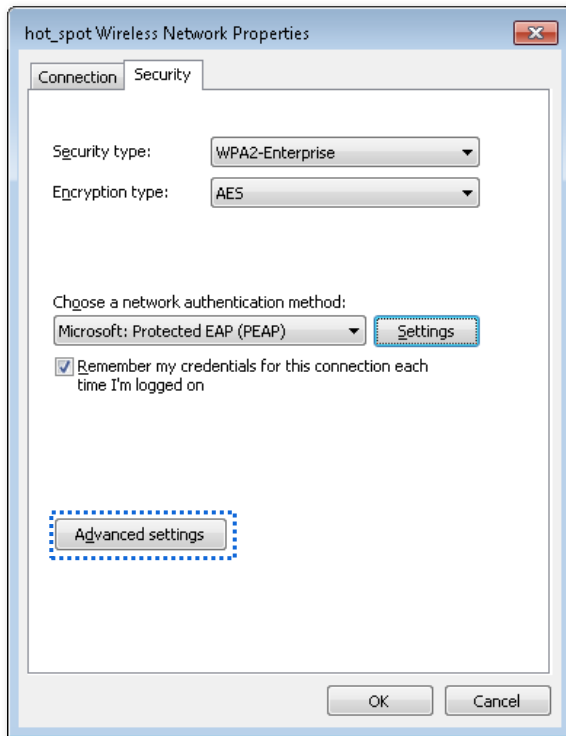 hot_spot Wireless Network Properties
Connection
Security
Security type:
WPA2-Enterprise
Encryption type:
AES
Choose a network authentication method:
Microsoft: Protected EAP (PEAP)
Settings
Remember my credentials for this connection each
time I'm logged on
Advanced settings
OK
Cancel